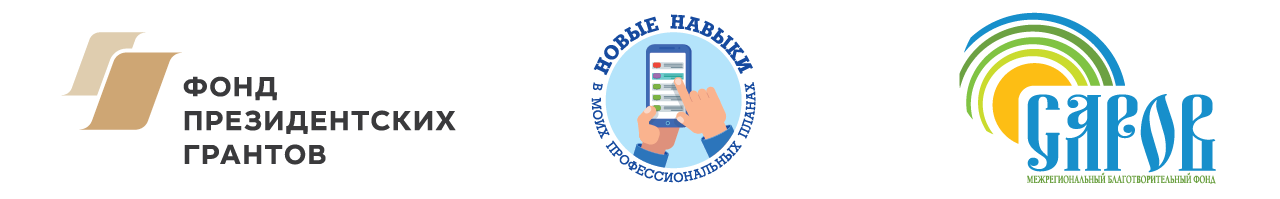 ФОНД
ПРЕЗИДЕНТСКИХ
ГРАНТОВ
НОВЫЕ НАВЫКИ
В МОИХ ПРОФЕССИОНАЛЬНЫХ ПЛАНАХ
САРОВ
МЕЖРЕГИОНАЛЬНЫЙ БЛАГОТВОРИТЕЛЬНЫЙ ФОНД